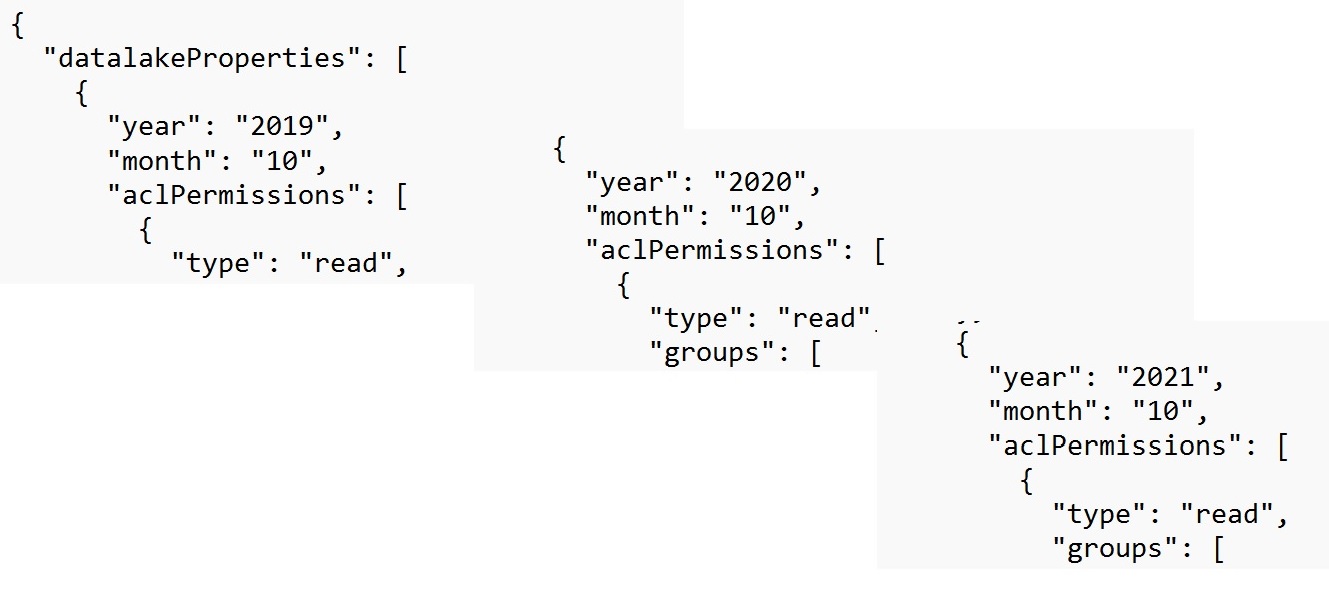 {
"datalakeProperties": [
{
"year": "2019",
"month": "10",
"aclPermissions": [
{
"type": "read",
{
"year": "2020",
"month": "10",
"aclPermissions": [
{
"type": "read",
"groups": [
{
"year": "2021",
"month": "10",
"aclPermissions": [
{
"type": "read",
"groups": [